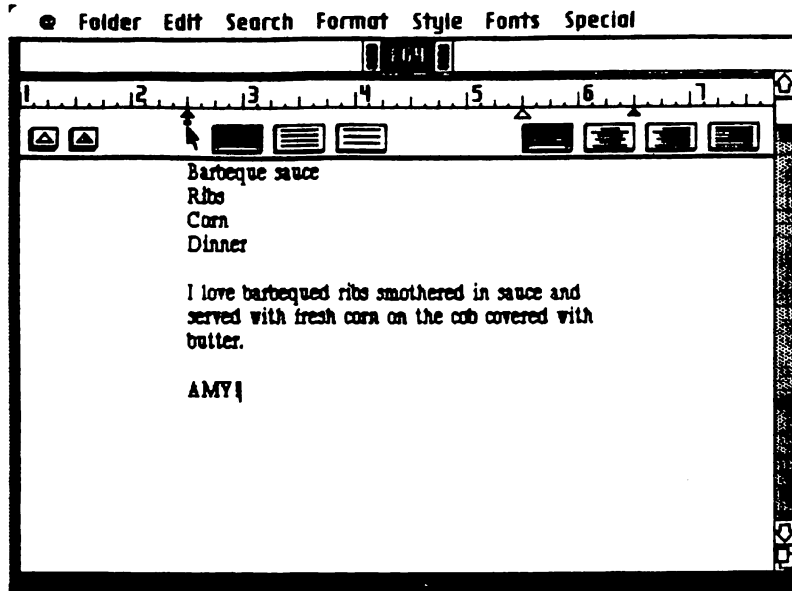 Folder Edit Search Format Style Fonts Special
1 2 3 4 5 6 7
Barbeque sauce
Ribs
Corn
Dinner
I love barbequed ribs smothered in sauce and
served with fresh corn on the cob covered with
butter.
AMY